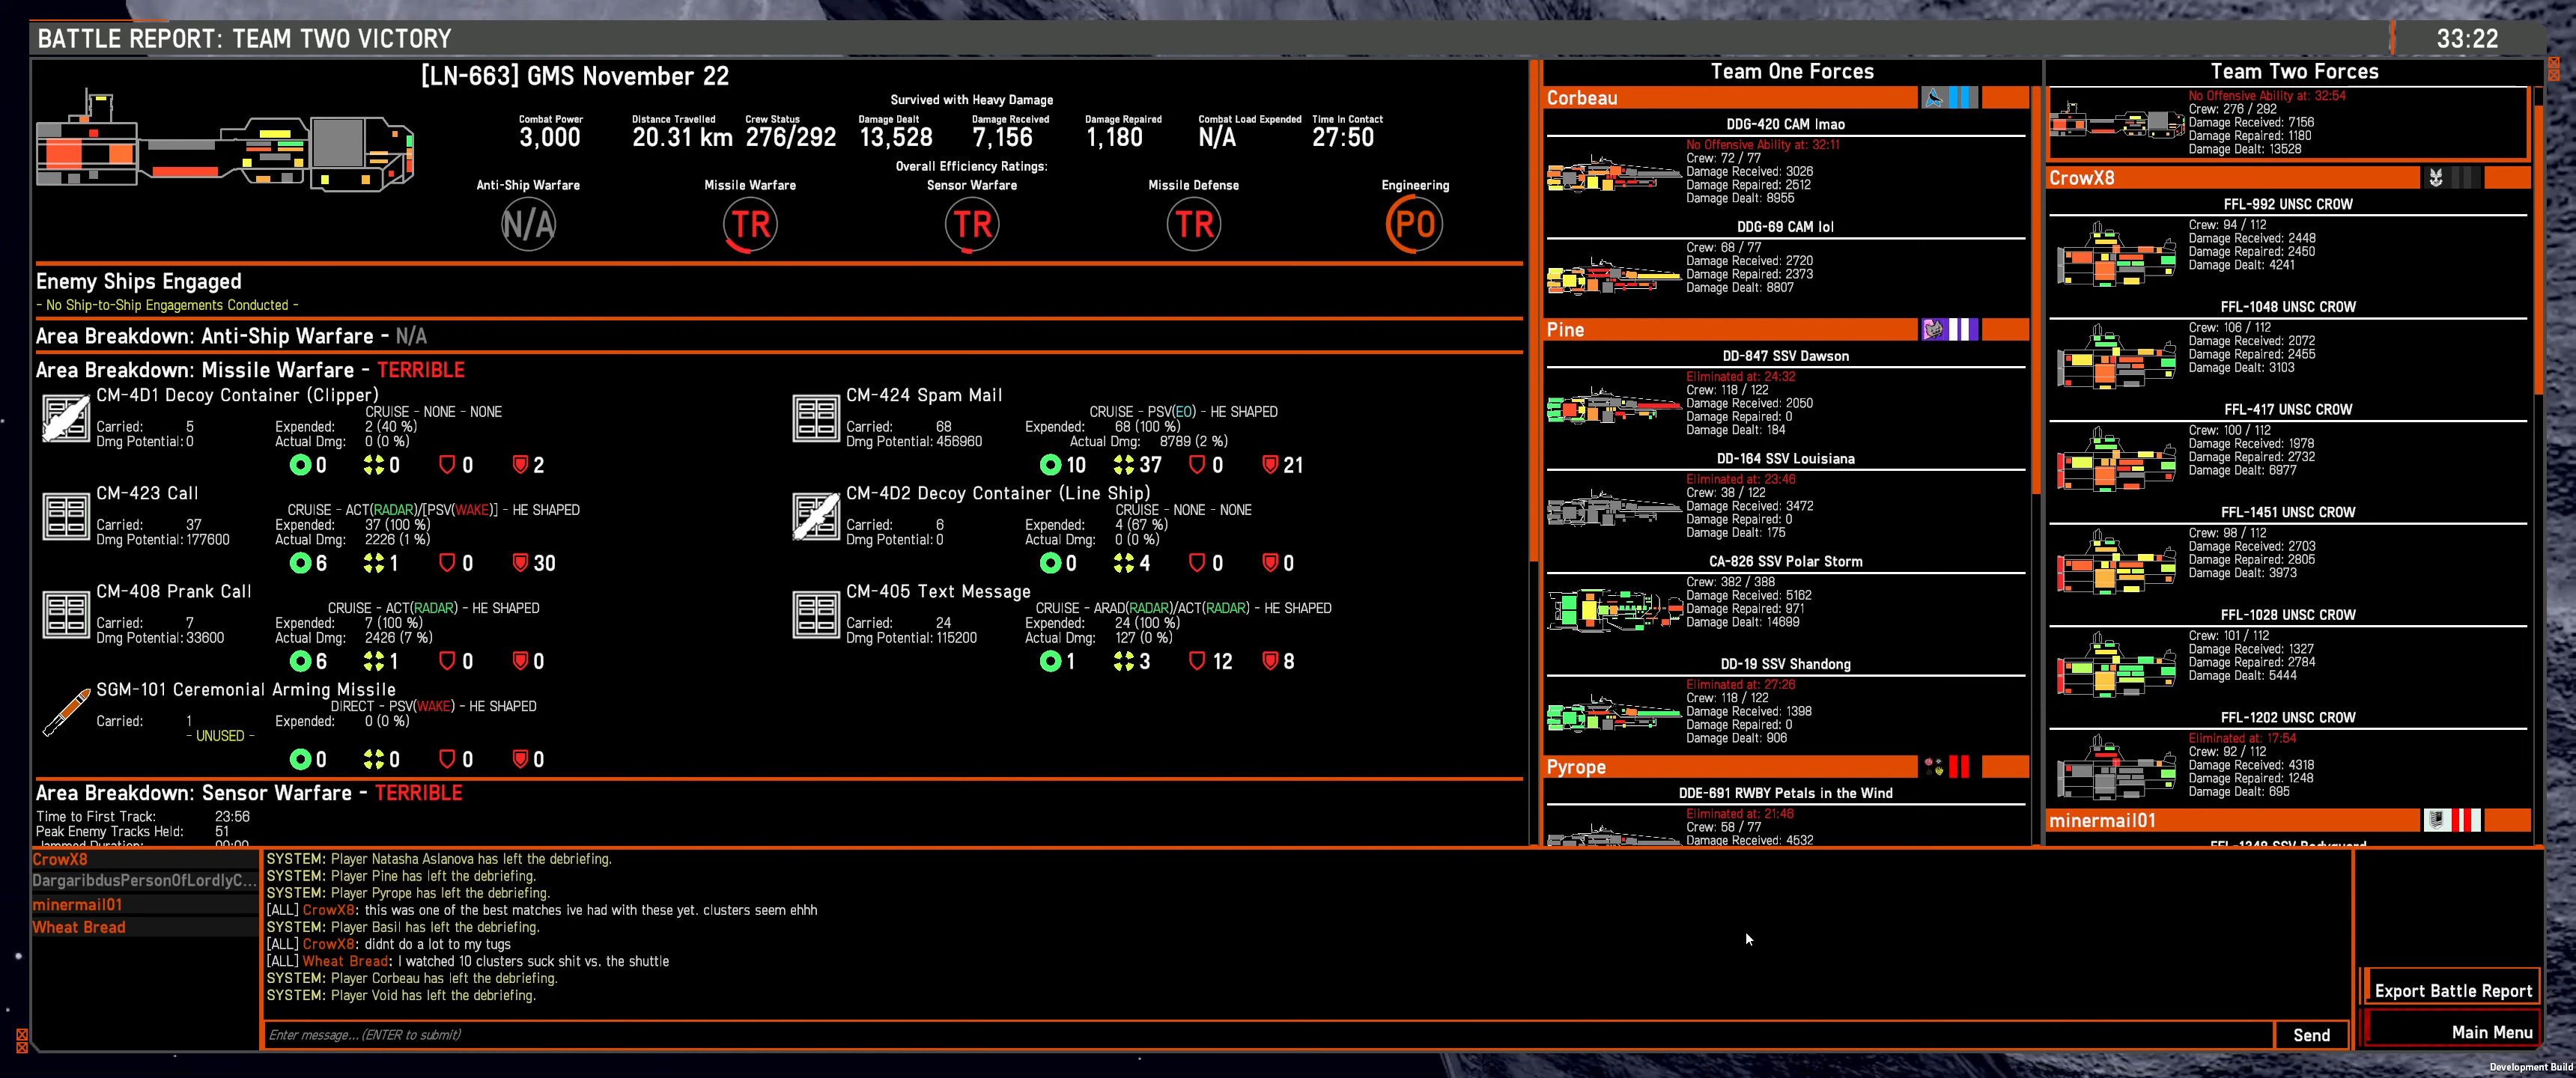 BATTLE REPORT: TEAM TWO VICTORY
33:22
[LN-663] GMS November 22
Survived with Heavy Damage
Combat Power
3,000
Distance Travelled
20.31 km
Crew Status
276/292
Damage Dealt
13,528
Damage Received
7,156
Damage Repaired
1,180
Combat Load Expended
N/A
Time In Contact
27:50
Overall Efficiency Ratings:
Anti-Ship Warfare
N/A
Missile Warfare
TR
Sensor Warfare
TR
Missile Defense
TR
Engineering
PO
Enemy Ships Engaged
- No Ship-to-Ship Engagements Conducted -
Area Breakdown: Anti-Ship Warfare - N/A
Area Breakdown: Missile Warfare - TERRIBLE
CM-4D1 Decoy Container (Clipper)
CRUISE - NONE - NONE
Carried: 5 Expended: 2 (40 %)
Dmg Potential: 0 Actual Dmg: 0 (0 %)
0 0 0 2
CM-424 Spam Mail
CRUISE - PSV(EO) - HE SHAPED
Carried: 68 Expended: 68 (100 %)
Dmg Potential: 456960 Actual Dmg: 8789 (2 %)
10 37 0 21
CM-423 Call
CRUISE - ACT(RADAR)/[PSV(WAKE)] - HE SHAPED
Carried: 37 Expended: 37 (100 %)
Dmg Potential: 177600 Actual Dmg: 2226 (1 %)
6 1 0 30
CM-4D2 Decoy Container (Line Ship)
CRUISE - NONE - NONE
Carried: 6 Expended: 4 (67 %)
Dmg Potential: 0 Actual Dmg: 0 (0 %)
0 4 0 0
CM-408 Prank Call
CRUISE - ACT(RADAR) - HE SHAPED
Carried: 7 Expended: 7 (100 %)
Dmg Potential: 33600 Actual Dmg: 2426 (7 %)
6 1 0 0
CM-405 Text Message
CRUISE - ARAD(RADAR)/ACT(RADAR) - HE SHAPED
Carried: 24 Expended: 24 (100 %)
Dmg Potential: 115200 Actual Dmg: 127 (0 %)
1 3 12 8
SGM-101 Ceremonial Arming Missile
DIRECT - PSV(WAKE) - HE SHAPED
Carried: 1 Expended: 0 (0 %)
- UNUSED -
0 0 0 0
Area Breakdown: Sensor Warfare - TERRIBLE
Time to First Track: 23:56
Peak Enemy Tracks Held: 51
Jammed Duration: 00:00
Team One Forces
Corbeau
DDG-420 CAM lmao
No Offensive Ability at: 32:11
Crew: 72 / 77
Damage Received: 3026
Damage Repaired: 2512
Damage Dealt: 8955
DDG-69 CAM lol
Crew: 68 / 77
Damage Received: 2720
Damage Repaired: 2373
Damage Dealt: 8807
Pine
DD-847 SSV Dawson
Eliminated at: 24:32
Crew: 118 / 122
Damage Received: 2050
Damage Repaired: 0
Damage Dealt: 184
DD-164 SSV Louisiana
Eliminated at: 23:46
Crew: 38 / 122
Damage Received: 3472
Damage Repaired: 0
Damage Dealt: 175
CA-826 SSV Polar Storm
Crew: 382 / 388
Damage Received: 5162
Damage Repaired: 971
Damage Dealt: 14699
DD-19 SSV Shandong
Eliminated at: 27:26
Crew: 118 / 122
Damage Received: 1398
Damage Repaired: 0
Damage Dealt: 906
Pyrope
DDE-691 RWBY Petals in the Wind
Eliminated at: 21:46
Crew: 58 / 77
Damage Received: 4532
Team Two Forces
No Offensive Ability at: 32:54
Crew: 276 / 292
Damage Received: 7156
Damage Repaired: 1180
Damage Dealt: 13528
CrowX8
FFL-992 UNSC CROW
Crew: 94 / 112
Damage Received: 2448
Damage Repaired: 2450
Damage Dealt: 4241
FFL-1048 UNSC CROW
Crew: 106 / 112
Damage Received: 2072
Damage Repaired: 2455
Damage Dealt: 3103
FFL-417 UNSC CROW
Crew: 100 / 112
Damage Received: 1978
Damage Repaired: 2732
Damage Dealt: 6977
FFL-1451 UNSC CROW
Crew: 98 / 112
Damage Received: 2703
Damage Repaired: 2805
Damage Dealt: 3973
FFL-1028 UNSC CROW
Crew: 101 / 112
Damage Received: 1327
Damage Repaired: 2784
Damage Dealt: 5444
FFL-1202 UNSC CROW
Eliminated at: 17:54
Crew: 92 / 112
Damage Received: 4318
Damage Repaired: 1248
Damage Dealt: 695
minermail01
FFL-1348 SSV Bodyguard
CrowX8
DargaribdusPersonOfLordlyC...
minermail01
Wheat Bread
SYSTEM: Player Natasha Aslanova has left the debriefing.
SYSTEM: Player Pine has left the debriefing.
SYSTEM: Player Pyrope has left the debriefing.
[ALL] CrowX8: this was one of the best matches ive had with these yet. clusters seem ehhh
SYSTEM: Player Basil has left the debriefing.
[ALL] CrowX8: didnt do a lot to my tugs
[ALL] Wheat Bread: I watched 10 clusters suck shit vs. the shuttle
SYSTEM: Player Corbeau has left the debriefing.
SYSTEM: Player Void has left the debriefing.
Enter message... (ENTER to submit)
Send
Export Battle Report
Main Menu
Development Build